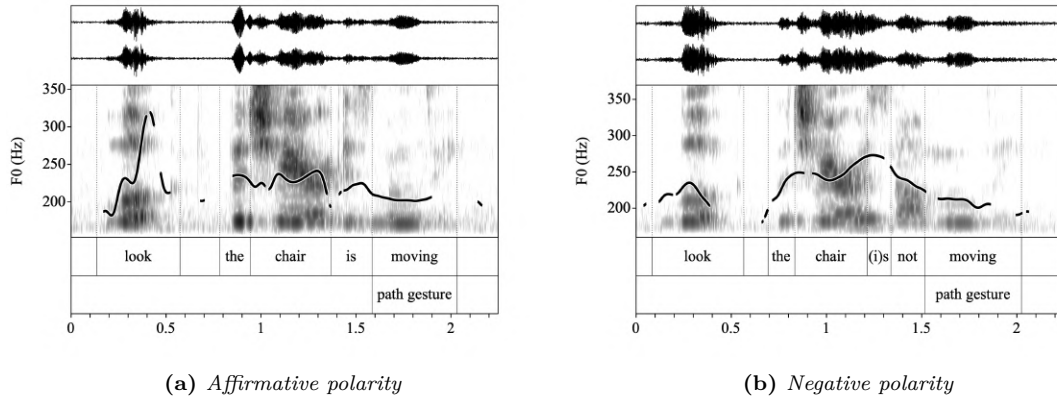 350
300
250
200
F0 (Hz)
look the chair is moving
path gesture
0 0.5 1 1.5 2
(a) Affirmative polarity
350
300
250
200
F0 (Hz)
look the chair (i)s not moving
path gesture
0 0.5 1 1.5 2
(b) Negative polarity